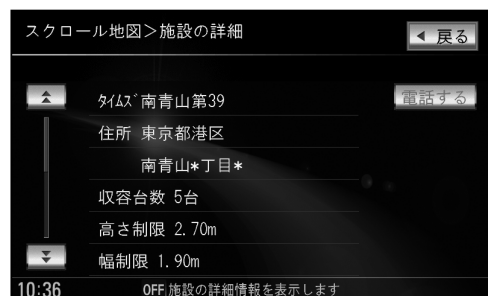 スクロール地図＞施設の詳細
戻る
ﾀｲﾑｽﾞ南青山第39
電話する
住所 東京都港区
南青山*丁目*
収容台数 5台
高さ制限 2.70m
幅制限 1.90m
10:36
OFF 施設の詳細情報を表示します